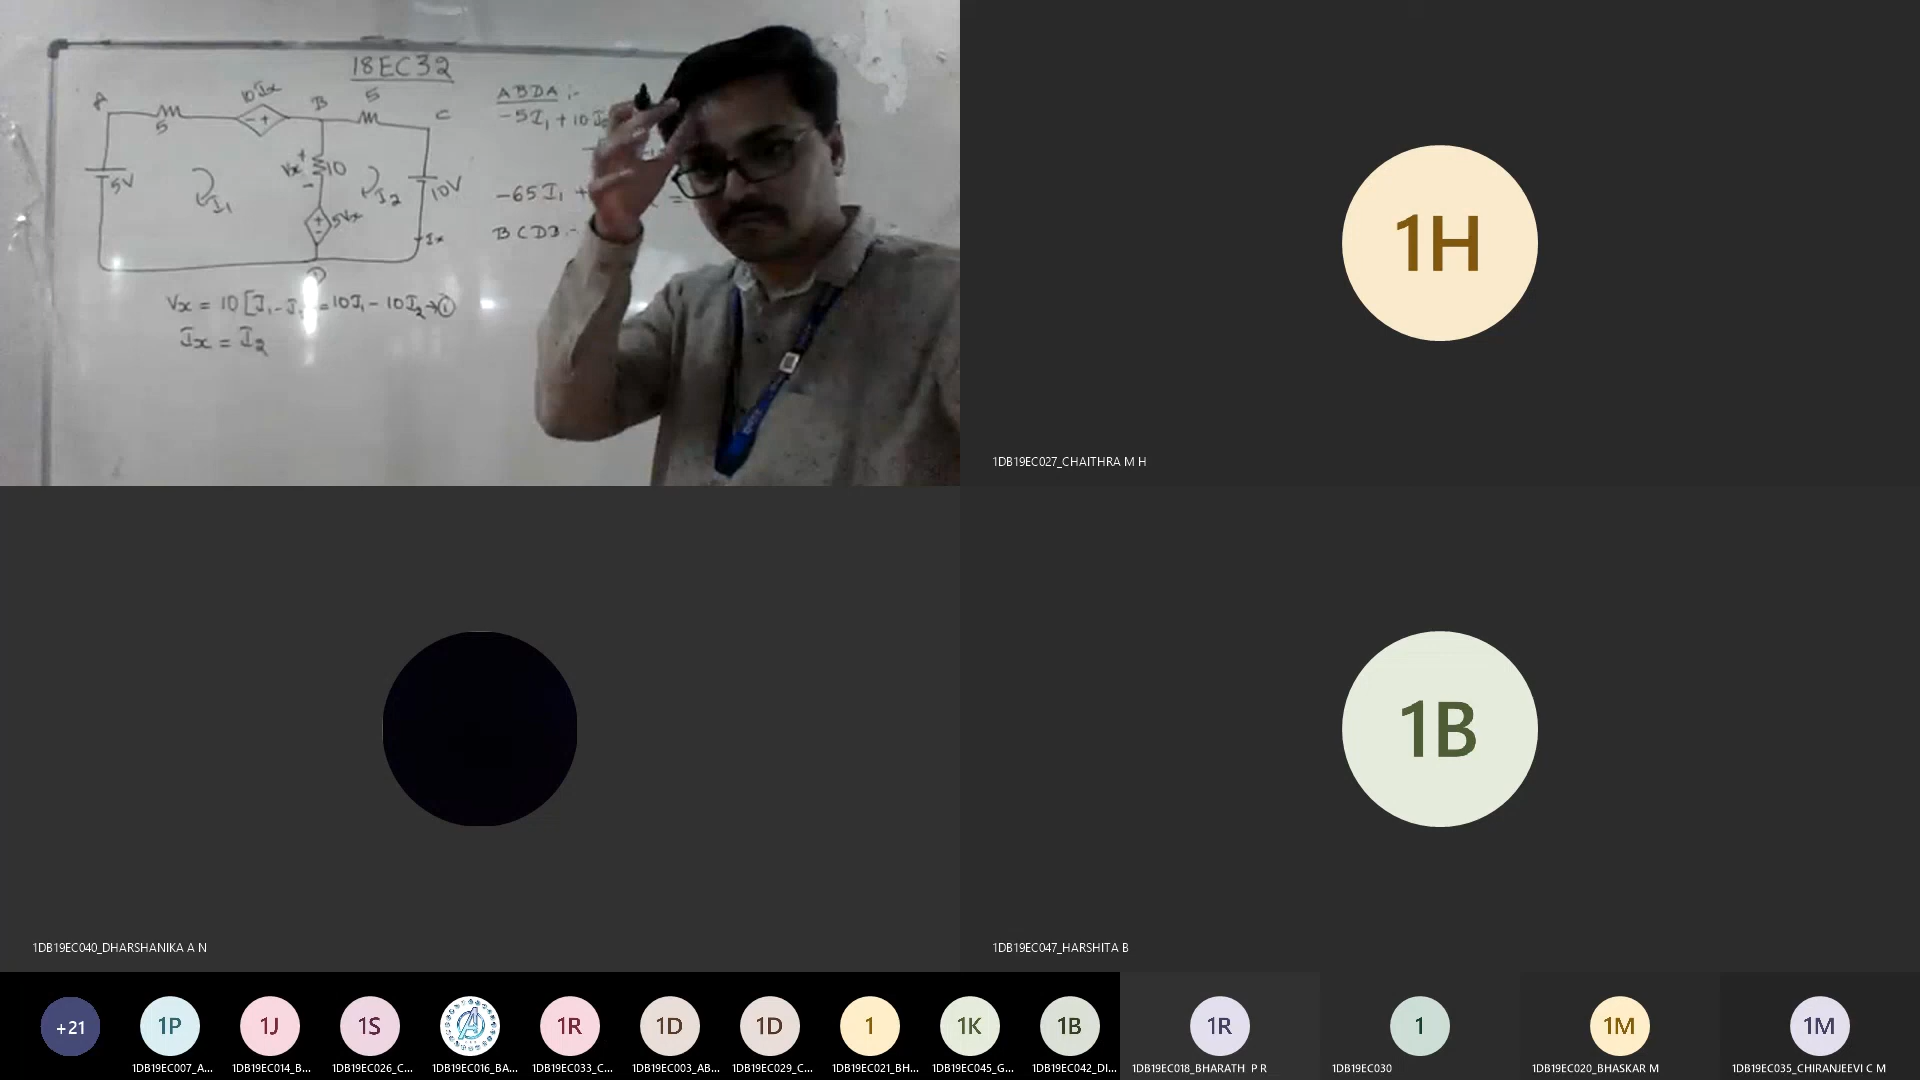 18EC32
A
5
10Ix
B
5
C
5V
I1
Vx
+
10
-
I2
10V
5Vx
Ix
D
Vx = 10 [I1 - I = 10I1 - 10I2 → ①
Ix = I2
ABDA :-
-5I1 + 10I
-65I1 +
=
BCDB :-
1H
1DB19EC027_CHAITHRA M H
1DB19EC040_DHARSHANIKA A N
1B
1DB19EC047_HARSHITA B
+21
1P
1J
1S
1R
1D
1D
1
1K
1B
1R
1
1M
1M
1DB19EC007_A...
1DB19EC014_B...
1DB19EC026_C...
1DB19EC016_BA...
1DB19EC033_C...
1DB19EC003_AB...
1DB19EC029_C...
1DB19EC021_BH...
1DB19EC045_G...
1DB19EC042_DI...
1DB19EC018_BHARATH P R
1DB19EC030
1DB19EC020_BHASKAR M
1DB19EC035_CHIRANJEEVI C M